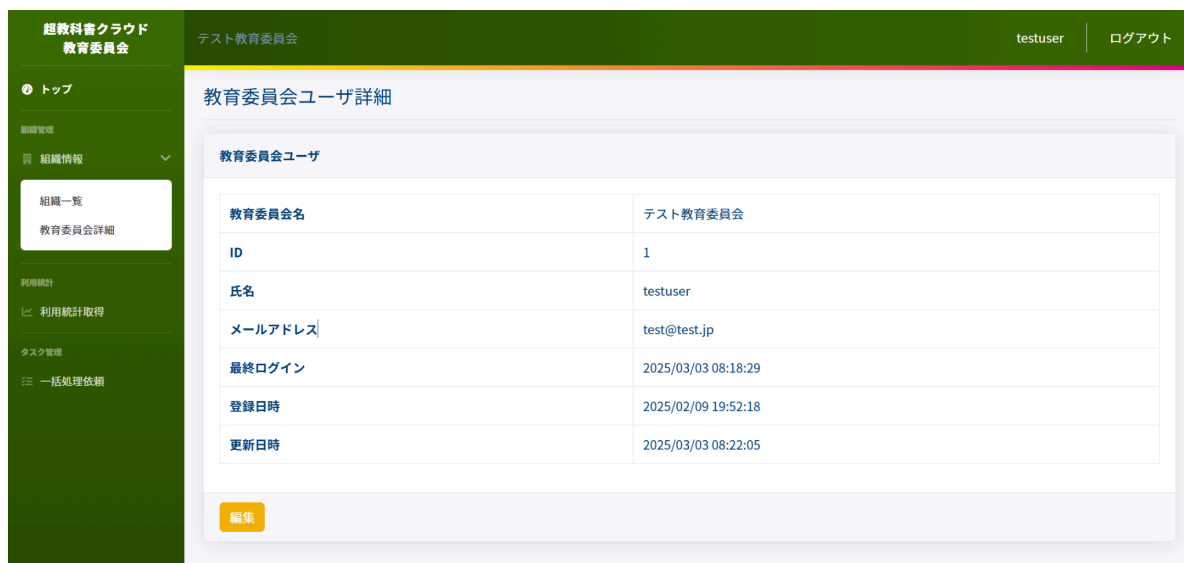 超教科書クラウド
教育委員会
テスト教育委員会
testuser
ログアウト
トップ
組織管理
組織情報
組織一覧
教育委員会詳細
利用統計
利用統計取得
タスク管理
一括処理依頼
教育委員会ユーザ詳細
教育委員会ユーザ
教育委員会名 テスト教育委員会
ID 1
氏名 testuser
メールアドレス test@test.jp
最終ログイン 2025/03/03 08:18:29
登録日時 2025/02/09 19:52:18
更新日時 2025/03/03 08:22:05
編集